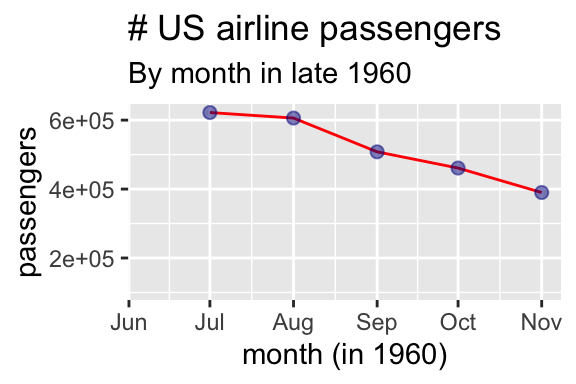 # US airline passengers
By month in late 1960
passengers
6e+05
4e+05
2e+05
Jun Jul Aug Sep Oct Nov
month (in 1960)